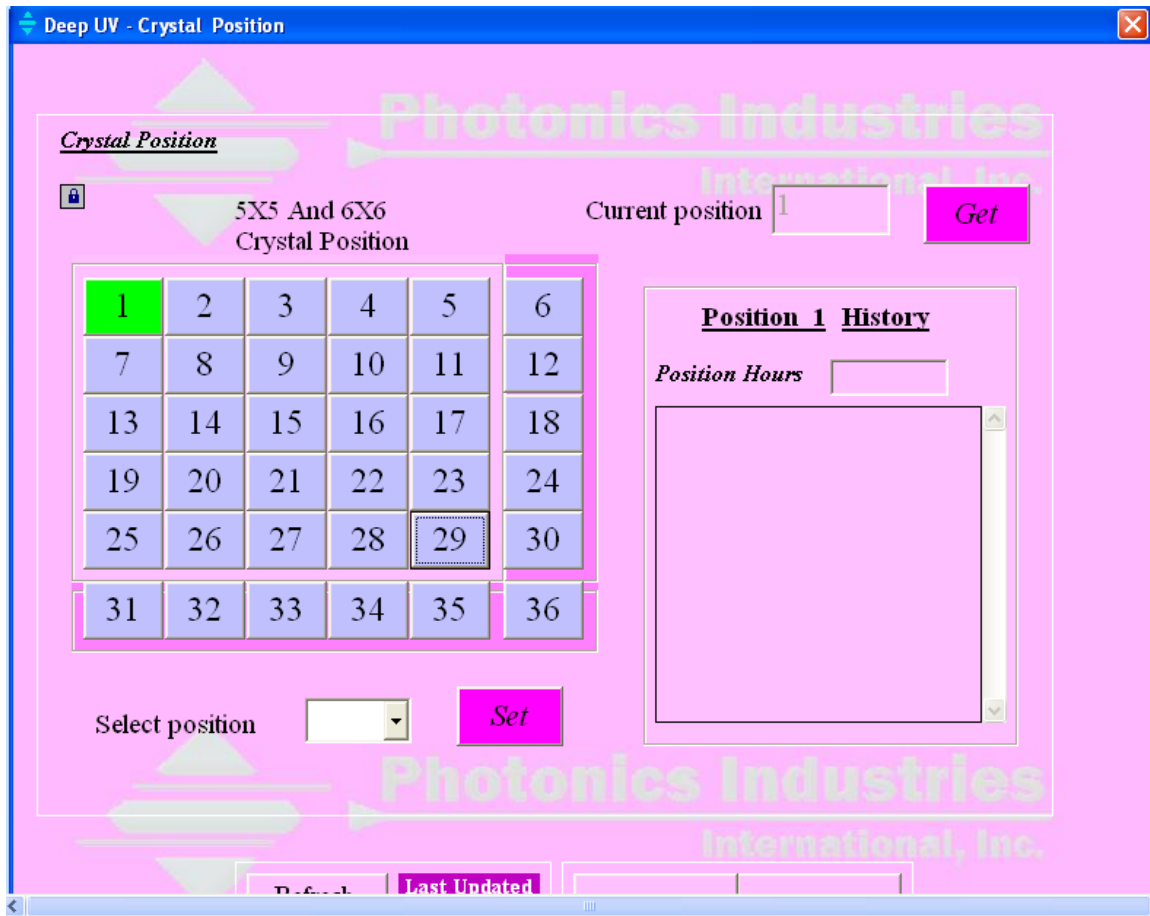 Deep UV - Crystal Position
Photonics Industries
International, Inc.
Crystal Position
5X5 And 6X6
Crystal Position
Current position 1 Get
1 2 3 4 5 6
7 8 9 10 11 12
13 14 15 16 17 18
19 20 21 22 23 24
25 26 27 28 29 30
31 32 33 34 35 36
Position 1 History
Position Hours
Select position Set
Photonics Industries
International, Inc.
Refresh Last Updated